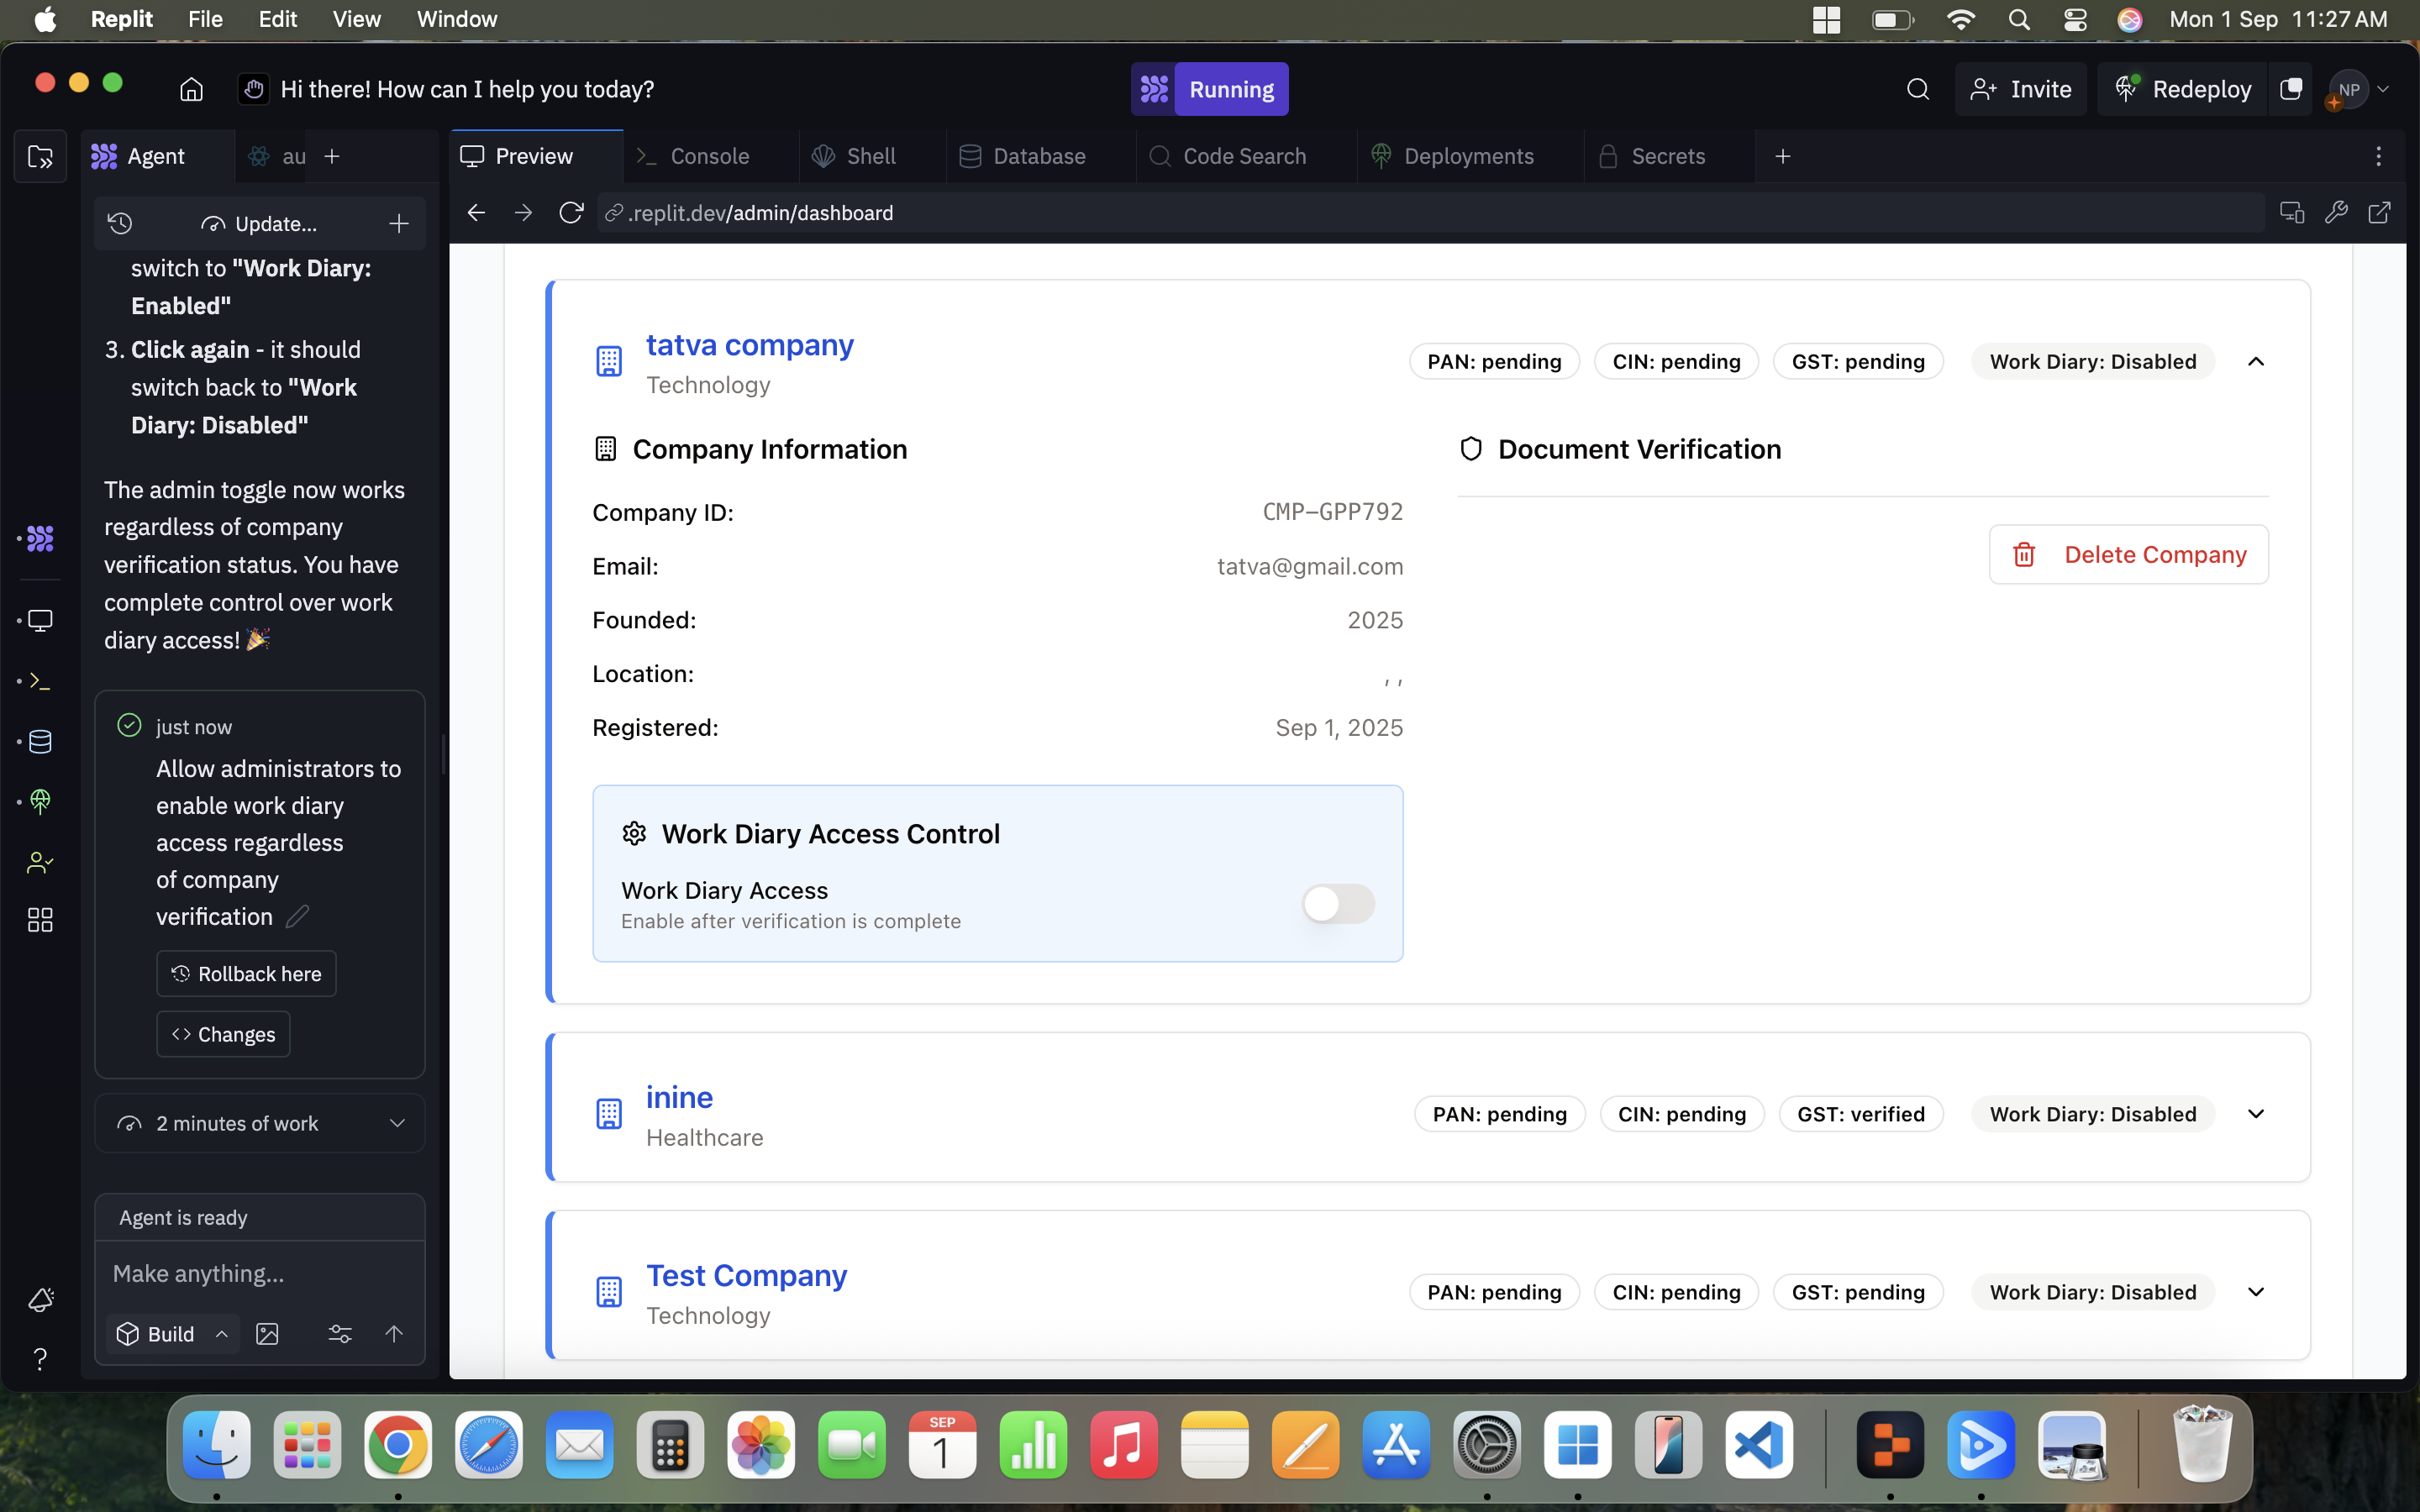 Replit File Edit View Window
Mon 1 Sep 11:27 AM
Hi there! How can I help you today?
Running
Invite
Redeploy
NP
Agent
au
Preview
Console
Shell
Database
Code Search
Deployments
Secrets
Update...
.replit.dev/admin/dashboard
switch to "Work Diary:
Enabled"
3. Click again - it should
switch back to "Work
Diary: Disabled"
The admin toggle now works
regardless of company
verification status. You have
complete control over work
diary access! 🎉
just now
Allow administrators to
enable work diary
access regardless
of company
verification
Rollback here
Changes
2 minutes of work
Agent is ready
Make anything...
Build
tatva company
Technology
PAN: pending
CIN: pending
GST: pending
Work Diary: Disabled
Company Information
Company ID: CMP-GPP792
Email: tatva@gmail.com
Founded: 2025
Location: , ,
Registered: Sep 1, 2025
Document Verification
Delete Company
Work Diary Access Control
Work Diary Access
Enable after verification is complete
inine
Healthcare
PAN: pending
CIN: pending
GST: verified
Work Diary: Disabled
Test Company
Technology
PAN: pending
CIN: pending
GST: pending
Work Diary: Disabled
SEP
1